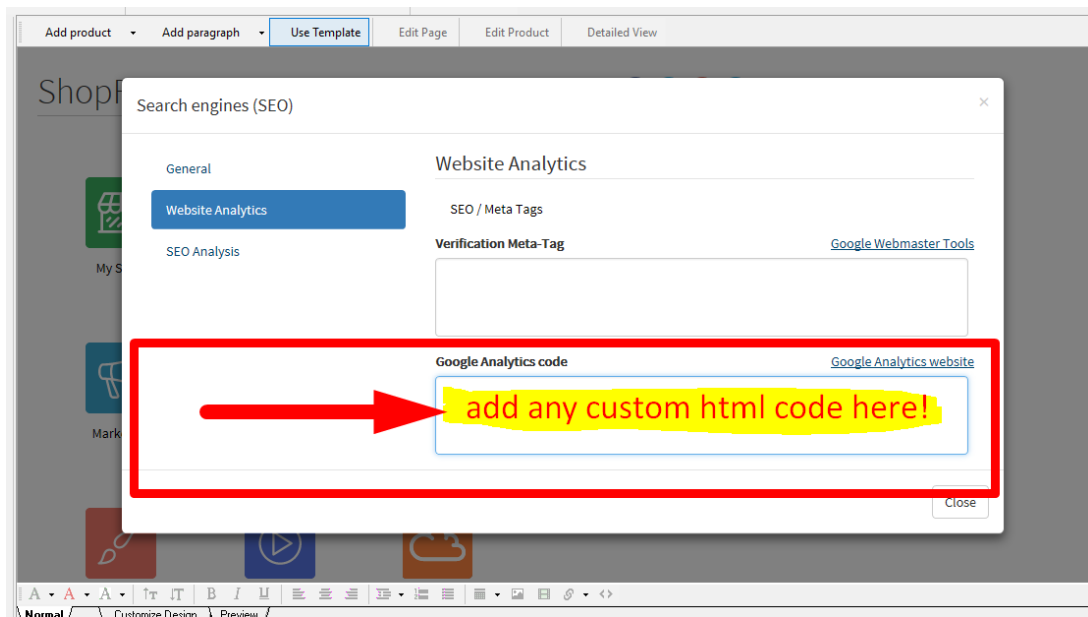 Add product Add paragraph Use Template Edit Page Edit Product Detailed View
ShopF
Search engines (SEO) ×
General
Website Analytics
SEO Analysis
Website Analytics
SEO / Meta Tags
Verification Meta-Tag Google Webmaster Tools
Google Analytics code Google Analytics website
add any custom html code here!
Close
My S
Mark
A A A T IT B I U
Normal Customize Design Preview